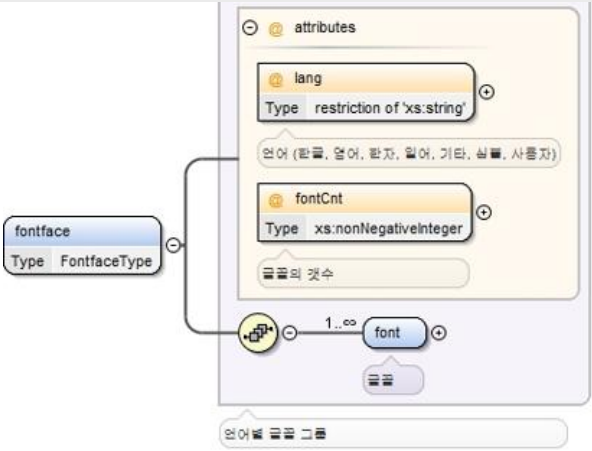 @ attributes
@ lang
Type restriction of 'xs:string'
언어 (한글, 영어, 한자, 일어, 기타, 심볼, 사용자)
@ fontCnt
Type xs:nonNegativeInteger
글꼴의 갯수
fontface
Type FontfaceType
1..∞
font
글꼴
언어별 글꼴 그룹